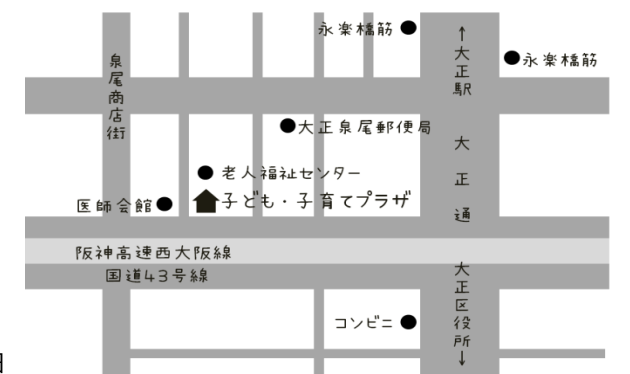 永楽橋筋
↑大正駅
永楽橋筋
泉尾商店街
大正泉尾郵便局
大正通
老人福祉センター
子ども・子育てプラザ
医師会館
阪神高速西大阪線
国道43号線
大正区役所↓
コンビニ